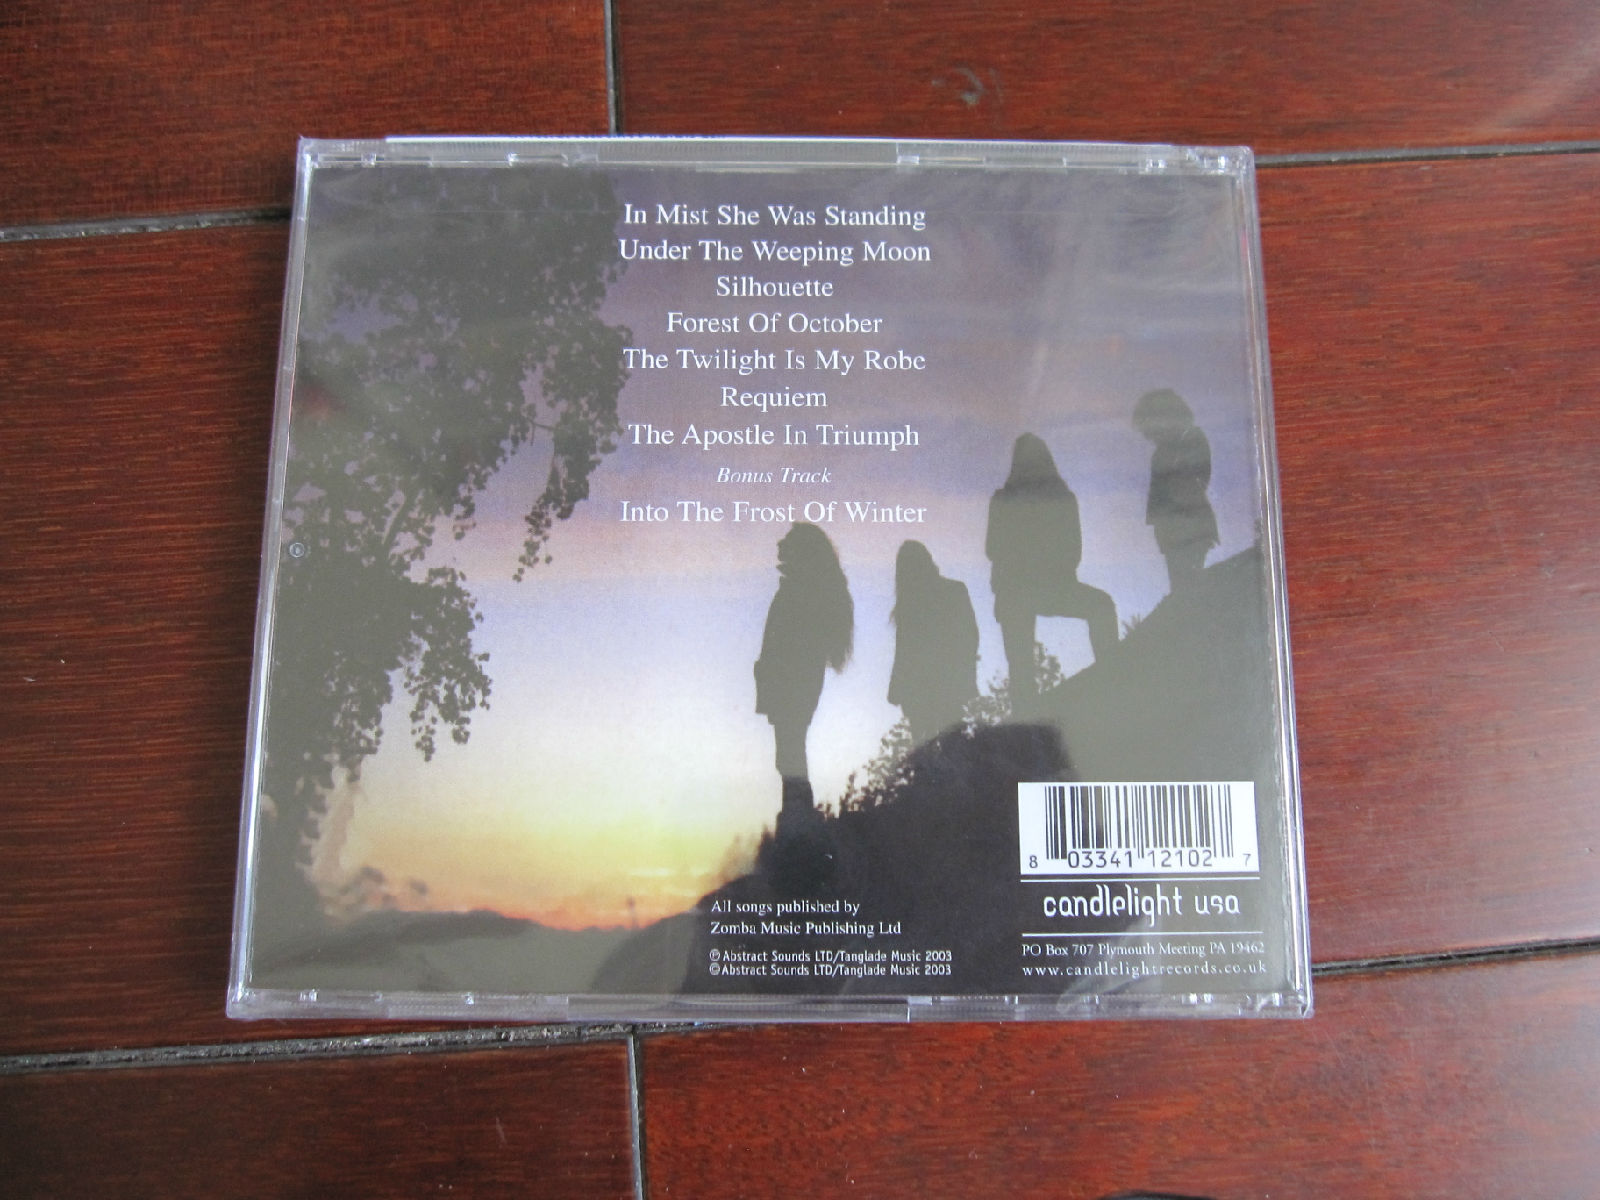 In Mist She Was Standing
Under The Weeping Moon
Silhouette
Forest Of October
The Twilight Is My Robe
Requiem
The Apostle In Triumph
Bonus Track
Into The Frost Of Winter
8 03341 12102 7
candlelight usa
All songs published by
Zomba Music Publishing Ltd
PO Box 707 Plymouth Meeting PA 19462
www.candlelightrecords.co.uk
℗Abstract Sounds LTD/Tanglade Music 2003
©Abstract Sounds LTD/Tanglade Music 2003